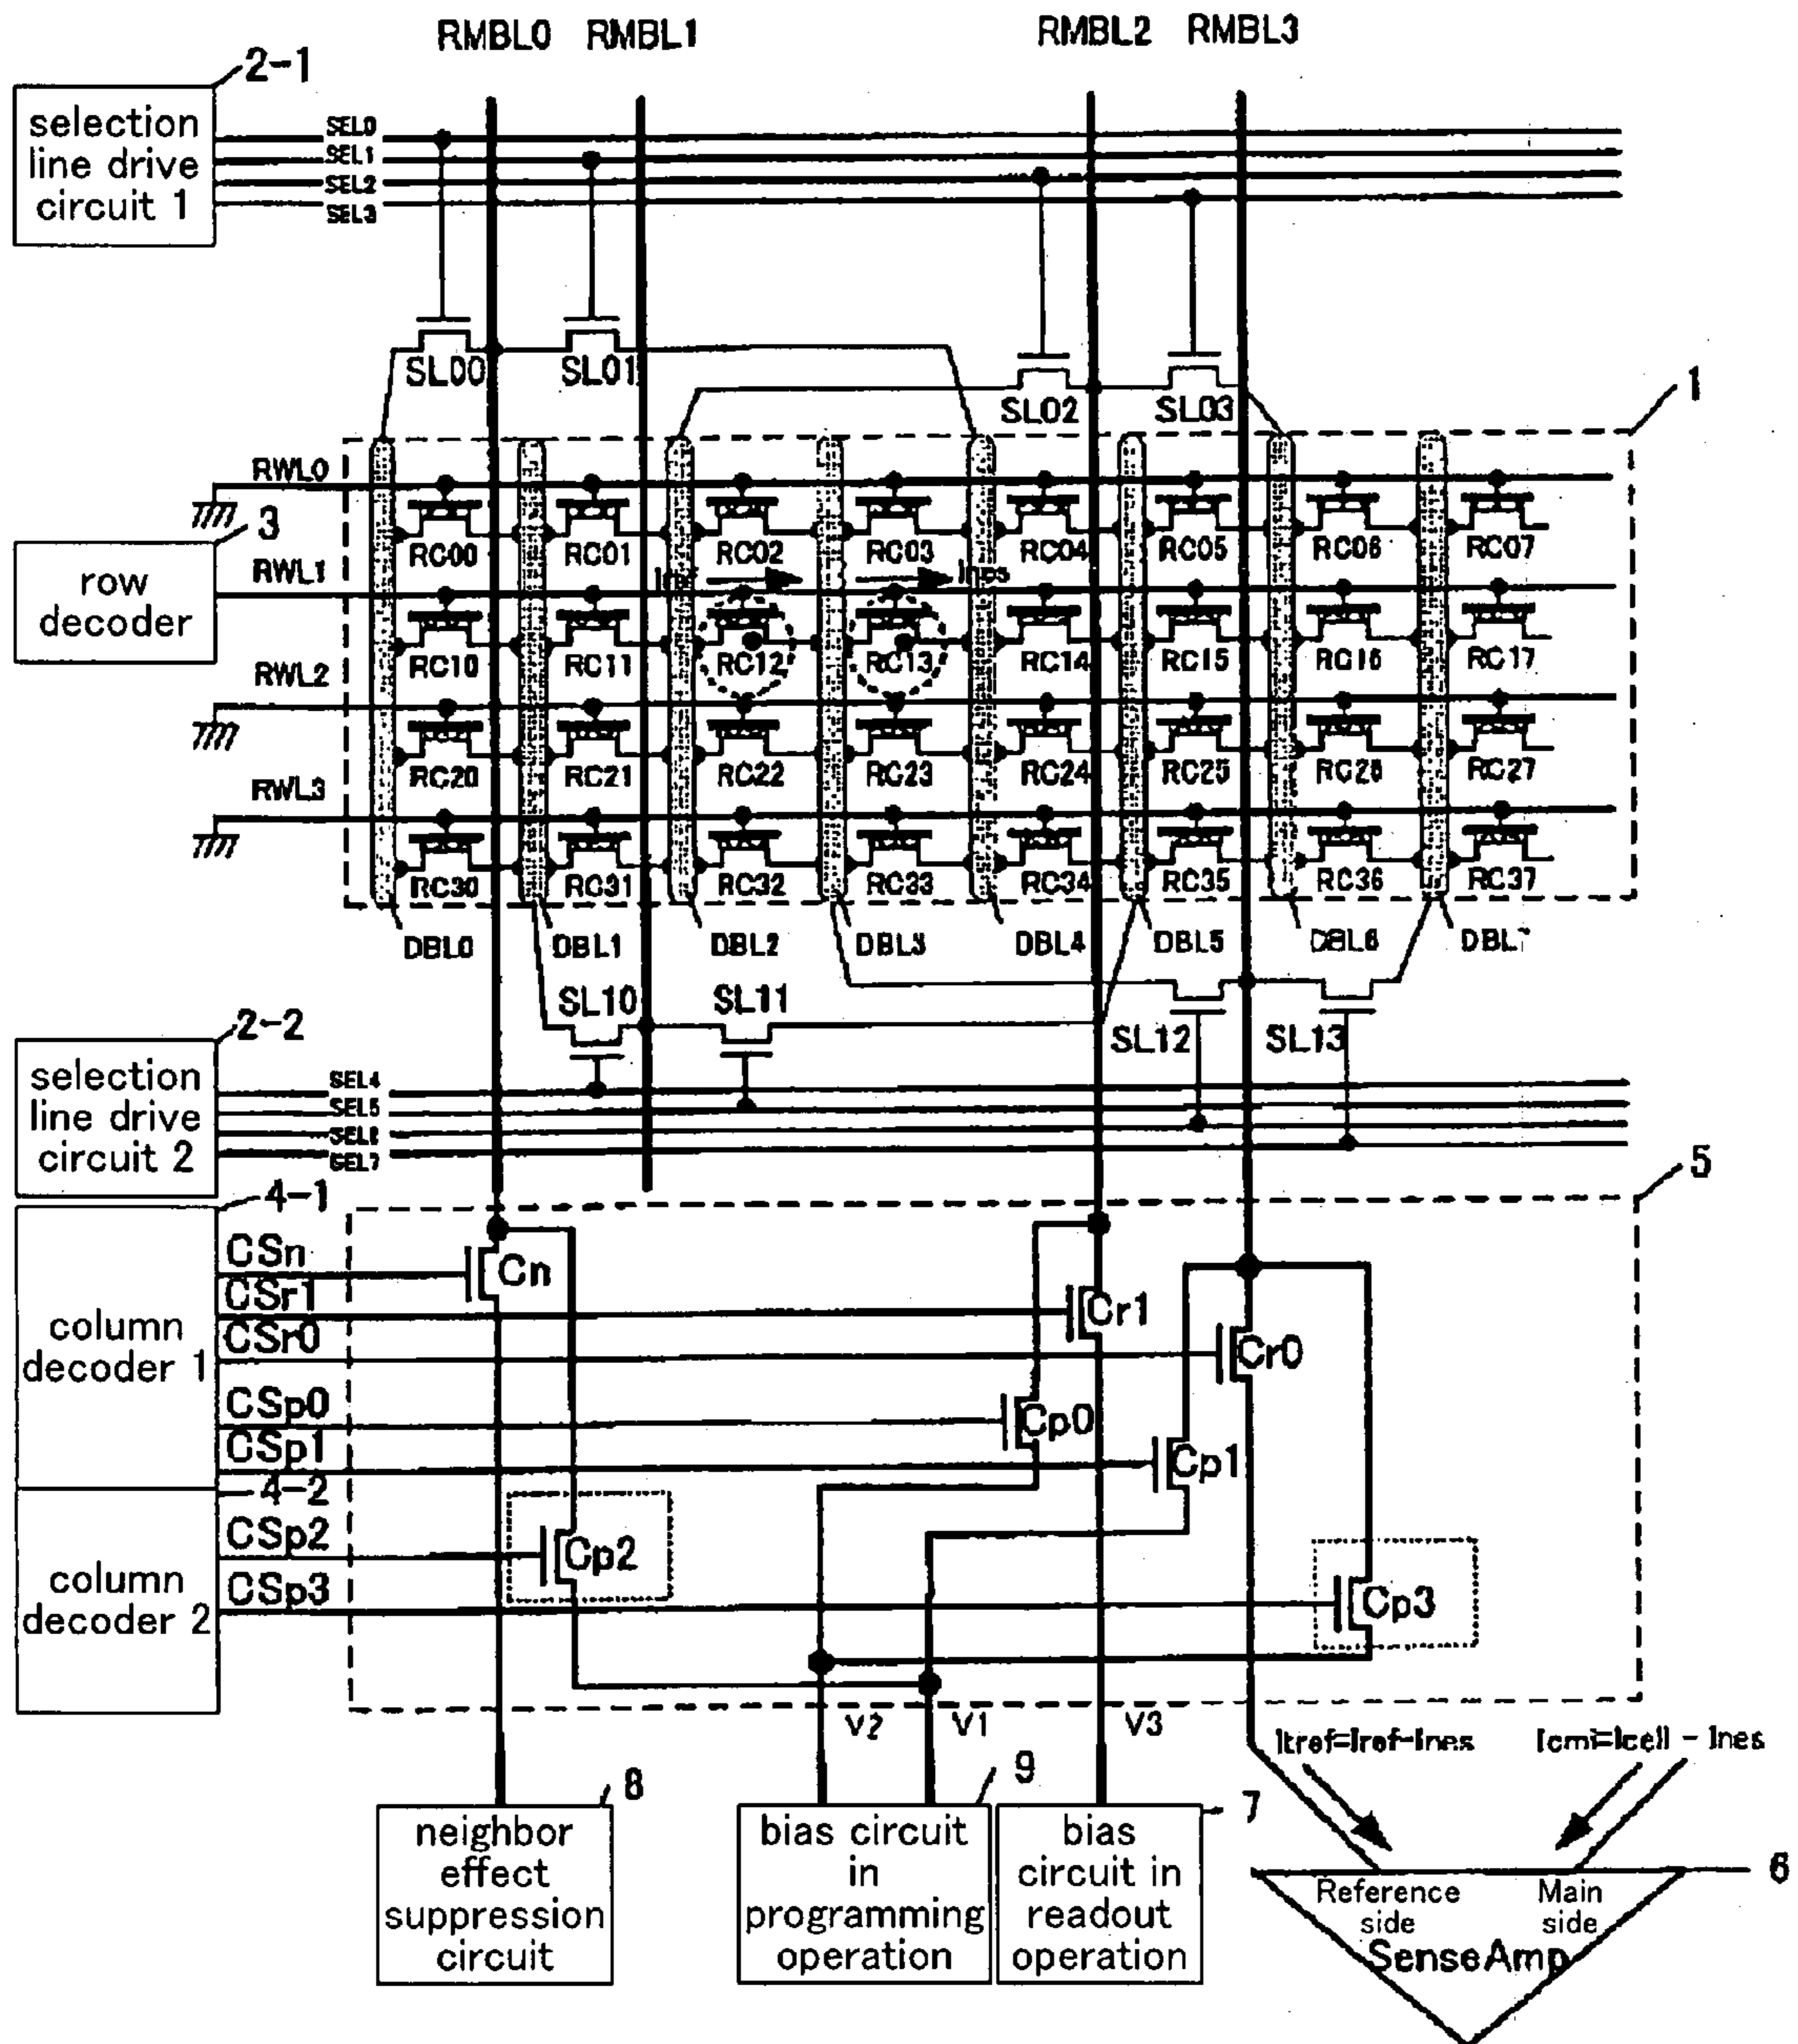 RMBL0 RMBL1 RMBL2 RMBL3
2-1
selection
line drive
circuit 1
SEL0
SEL1
SEL2
SEL3
SL00 SL01
SL02 SL03
1
RWL0
RC00 RC01 RC02 RC03 RC04 RC05 RC06 RC07
3
row
decoder
RWL1
Ines
RC10 RC11 RC12 RC13 RC14 RC15 RC16 RC17
RWL2
RC20 RC21 RC22 RC23 RC24 RC25 RC26 RC27
RWL3
RC30 RC31 RC32 RC33 RC34 RC35 RC36 RC37
DBL0 DBL1 DBL2 DBL3 DBL4 DBL5 DBL6
SL10 SL11
SL12 SL13
2-2
selection
line drive
circuit 2
SEL4
SEL5
SEL6
SEL7
5
4-1
column
decoder 1
CSn
CSr1
CSr0
CSp0
CSp1
Cn
Cr1
Cr0
Cp0
Cp1
4-2
column
decoder 2
CSp2
CSp3
Cp2
Cp3
V2 V1 V3
Itref=Iref-Ines Icmi=Icell - Ines
8
neighbor
effect
suppression
circuit
9
bias circuit
in
programming
operation
7
bias
circuit in
readout
operation
6
Reference
side
Main
side
SenseAmp